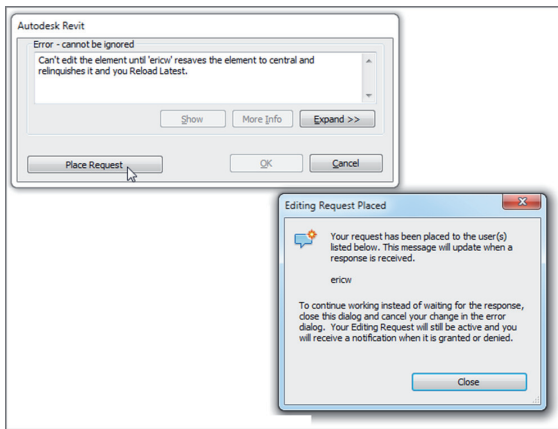 Autodesk Revit
Error - cannot be ignored
Can't edit the element until 'ericw' resaves the element to central and
relinquishes it and you Reload Latest.
Show More Info Expand >>
Place Request OK Cancel
Editing Request Placed
Your request has been placed to the user(s)
listed below. This message will update when a
response is received.
ericw
To continue working instead of waiting for the response,
close this dialog and cancel your change in the error
dialog. Your Editing Request will still be active and you
will receive a notification when it is granted or denied.
Close